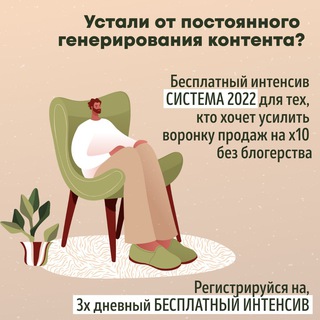 Устали от постоянного
генерирования контента?
Бесплатный интенсив
СИСТЕМА 2022 для тех,
кто хочет усилить
воронку продаж на х10
без блогерства
Регистрируйся на,
3х дневный БЕСПЛАТНЫЙ ИНТЕНСИВ